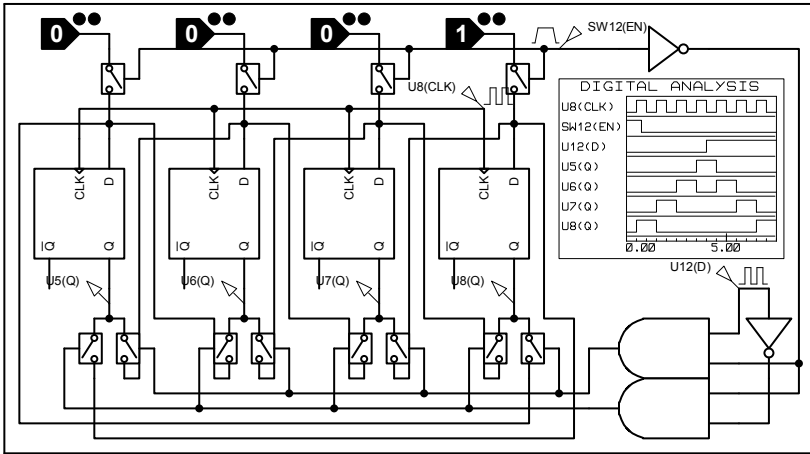 0 0 0 1
SW12(EN)
U8(CLK)
DIGITAL ANALYSIS
U8(CLK)
SW12(EN)
U12(D)
U5(Q)
U6(Q)
U7(Q)
U8(Q)
0.00 5.00
CLK D CLK D CLK D CLK D
Q Q Q Q Q Q Q Q
U5(Q) U6(Q) U7(Q) U8(Q)
U12(D)